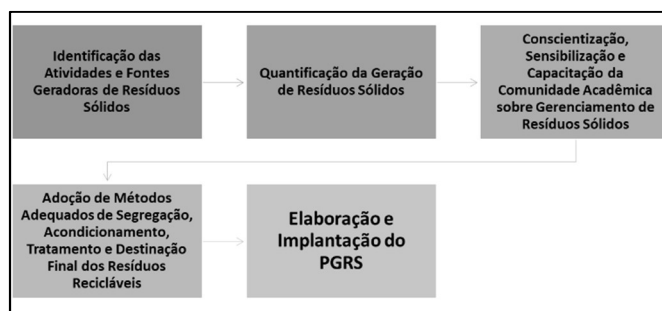 Identificação das
Atividades e Fontes
Geradoras de Resíduos
Sólidos
Quantificação da Geração
de Resíduos Sólidos
Conscientização,
Sensibilização e
Capacitação da
Comunidade Acadêmica
sobre Gerenciamento de
Resíduos Sólidos
Adoção de Métodos
Adequados de Segregação,
Acondicionamento,
Tratamento e Destinação
Final dos Resíduos
Recicláveis
Elaboração e
Implantação do
PGRS